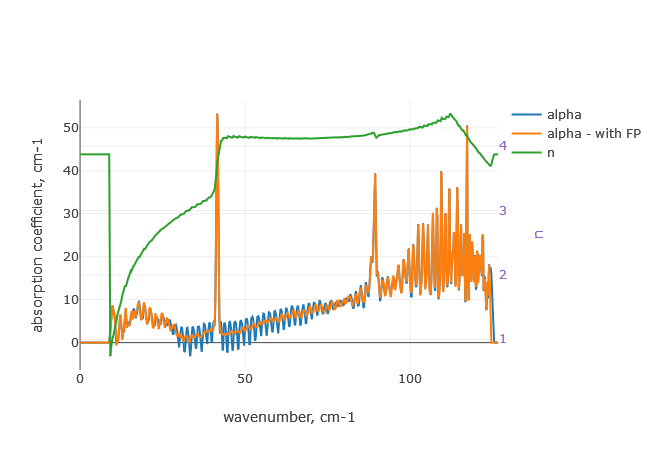 absorption coefficient, cm-1
50
40
30
20
10
0
0
50
100
wavenumber, cm-1
4
3
2
1
n
alpha
alpha - with FP
n